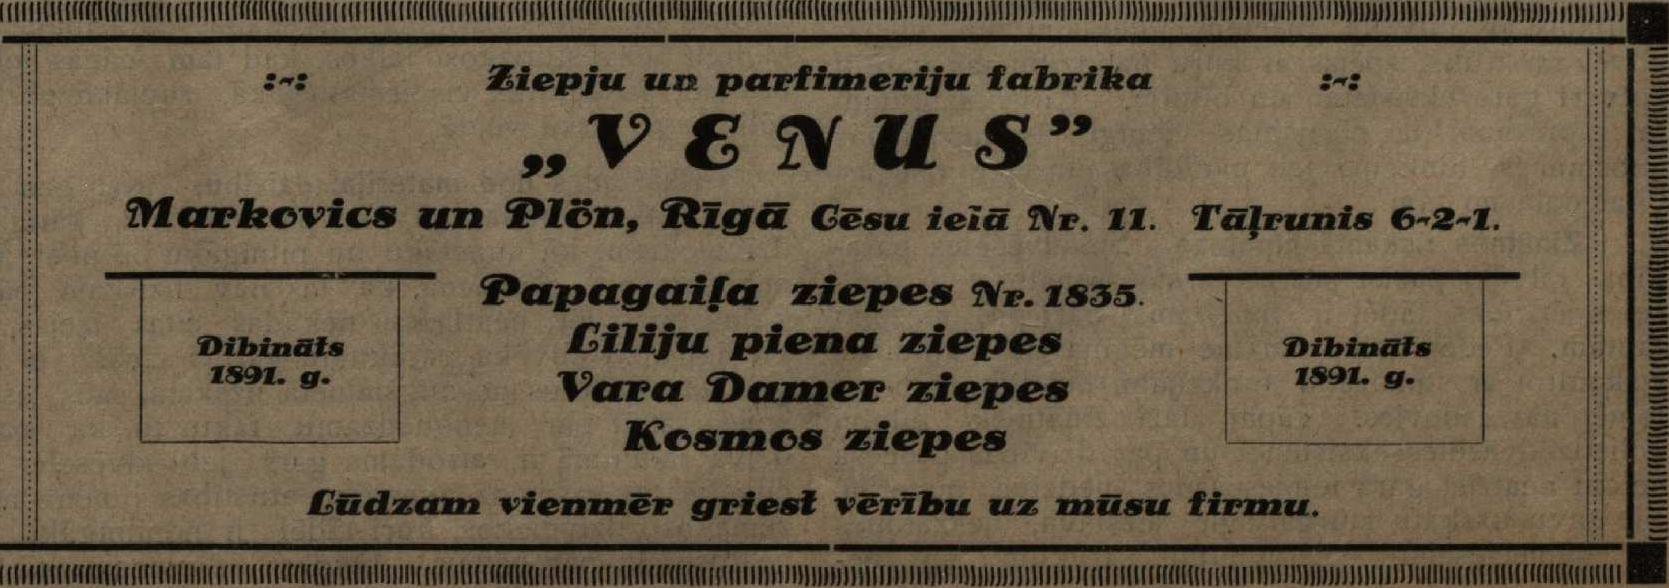 :-: Ziepju un parfimeriju fabrika :-:
„VENUS”
Markovics un Plön, Rīgā Cēsu ielā Nr. 11. Tāļrunis 6-2-1.
Papagaiļa ziepes Nr. 1835.
Liliju piena ziepes
Vara Damer ziepes
Kosmos ziepes
Dibināts
1891. g.
Dibināts
1891. g.
Lūdzam vienmēr griest vērību uz mūsu firmu.